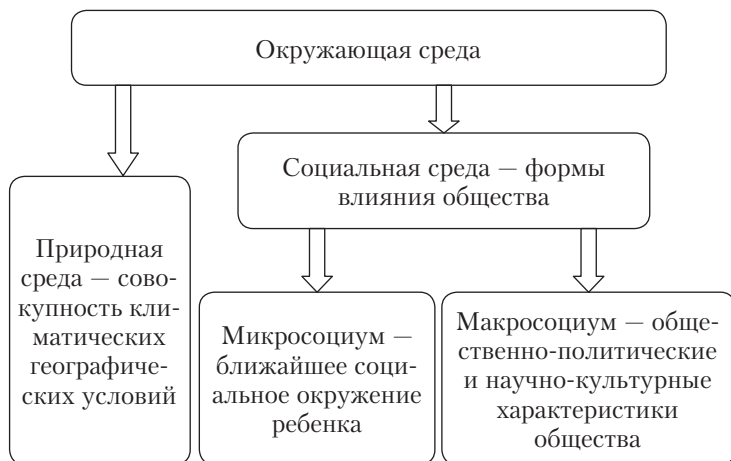 Окружающая среда
Социальная среда — формы
влияния общества
Природная
среда — сово-
купность кли-
матических
географиче-
ских условий
Микросоциум —
ближайшее соци-
альное окружение
ребенка
Макросоциум — обще-
ственно-политические
и научно-культурные
характеристики
общества